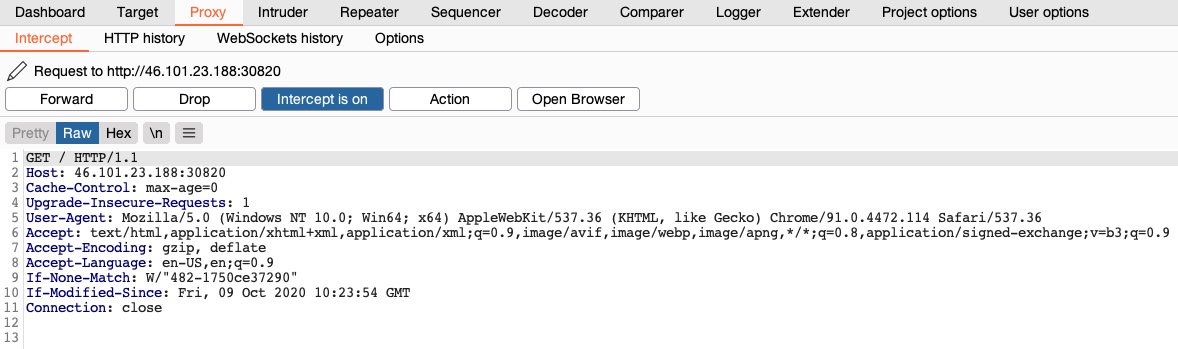 Dashboard Target Proxy Intruder Repeater Sequencer Decoder Comparer Logger Extender Project options User options
Intercept HTTP history WebSockets history Options
Request to http://46.101.23.188:30820
Forward Drop Intercept is on Action Open Browser
Pretty Raw Hex \n
1 GET / HTTP/1.1
2 Host: 46.101.23.188:30820
3 Cache-Control: max-age=0
4 Upgrade-Insecure-Requests: 1
5 User-Agent: Mozilla/5.0 (Windows NT 10.0; Win64; x64) AppleWebKit/537.36 (KHTML, like Gecko) Chrome/91.0.4472.114 Safari/537.36
6 Accept: text/html,application/xhtml+xml,application/xml;q=0.9,image/avif,image/webp,image/apng,*/*;q=0.8,application/signed-exchange;v=b3;q=0.9
7 Accept-Encoding: gzip, deflate
8 Accept-Language: en-US,en;q=0.9
9 If-None-Match: W/"482-1750ce37290"
10 If-Modified-Since: Fri, 09 Oct 2020 10:23:54 GMT
11 Connection: close
12
13